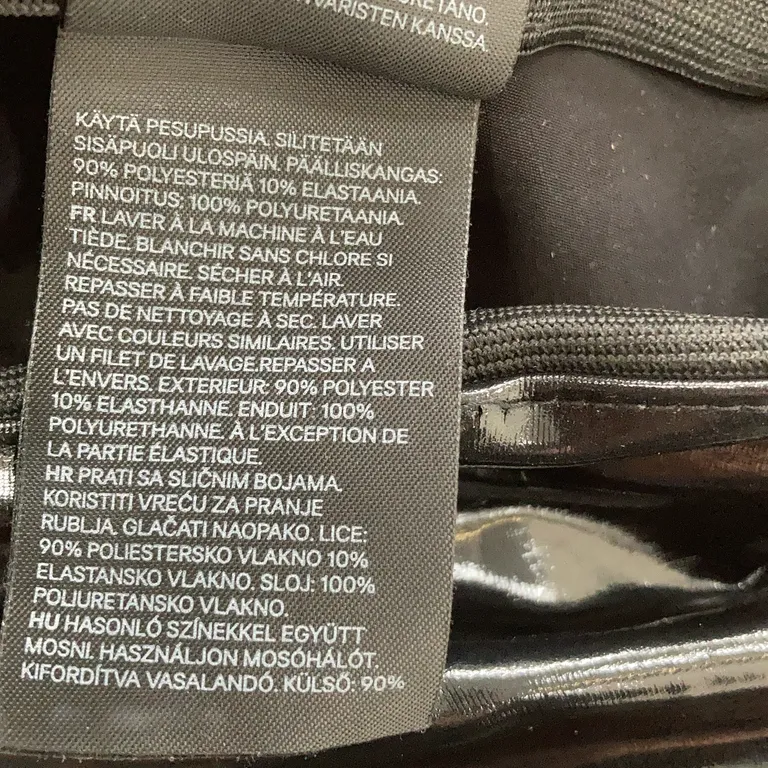 RETANO.
VÄRISTEN KANSSA.
KÄYTÄ PESUPUSSIA. SILITETÄÄN
SISÄPUOLI ULOSPÄIN. PÄÄLLISKANGAS:
90% POLYESTERIÄ 10% ELASTAANIA.
PINNOITUS: 100% POLYURETAANIA.
FR LAVER À LA MACHINE À L'EAU
TIÈDE. BLANCHIR SANS CHLORE SI
NÉCESSAIRE. SÉCHER À L'AIR.
REPASSER À FAIBLE TEMPÉRATURE.
PAS DE NETTOYAGE À SEC. LAVER
AVEC COULEURS SIMILAIRES. UTILISER
UN FILET DE LAVAGE.REPASSER A
L'ENVERS. EXTERIEUR: 90% POLYESTER
10% ELASTHANNE. ENDUIT: 100%
POLYURETHANNE. À L'EXCEPTION DE
LA PARTIE ÉLASTIQUE.
HR PRATI SA SLIČNIM BOJAMA.
KORISTITI VREĆU ZA PRANJE
RUBLJA. GLAČATI NAOPAKO. LICE:
90% POLIESTERSKO VLAKNO 10%
ELASTANSKO VLAKNO. SLOJ: 100%
POLIURETANSKO VLAKNO.
HU HASONLÓ SZÍNEKKEL EGYÜTT
MOSNI. HASZNÁLJON MOSÓHÁLÓT.
KIFORDÍTVA VASALANDÓ. KÜLSŐ: 90%